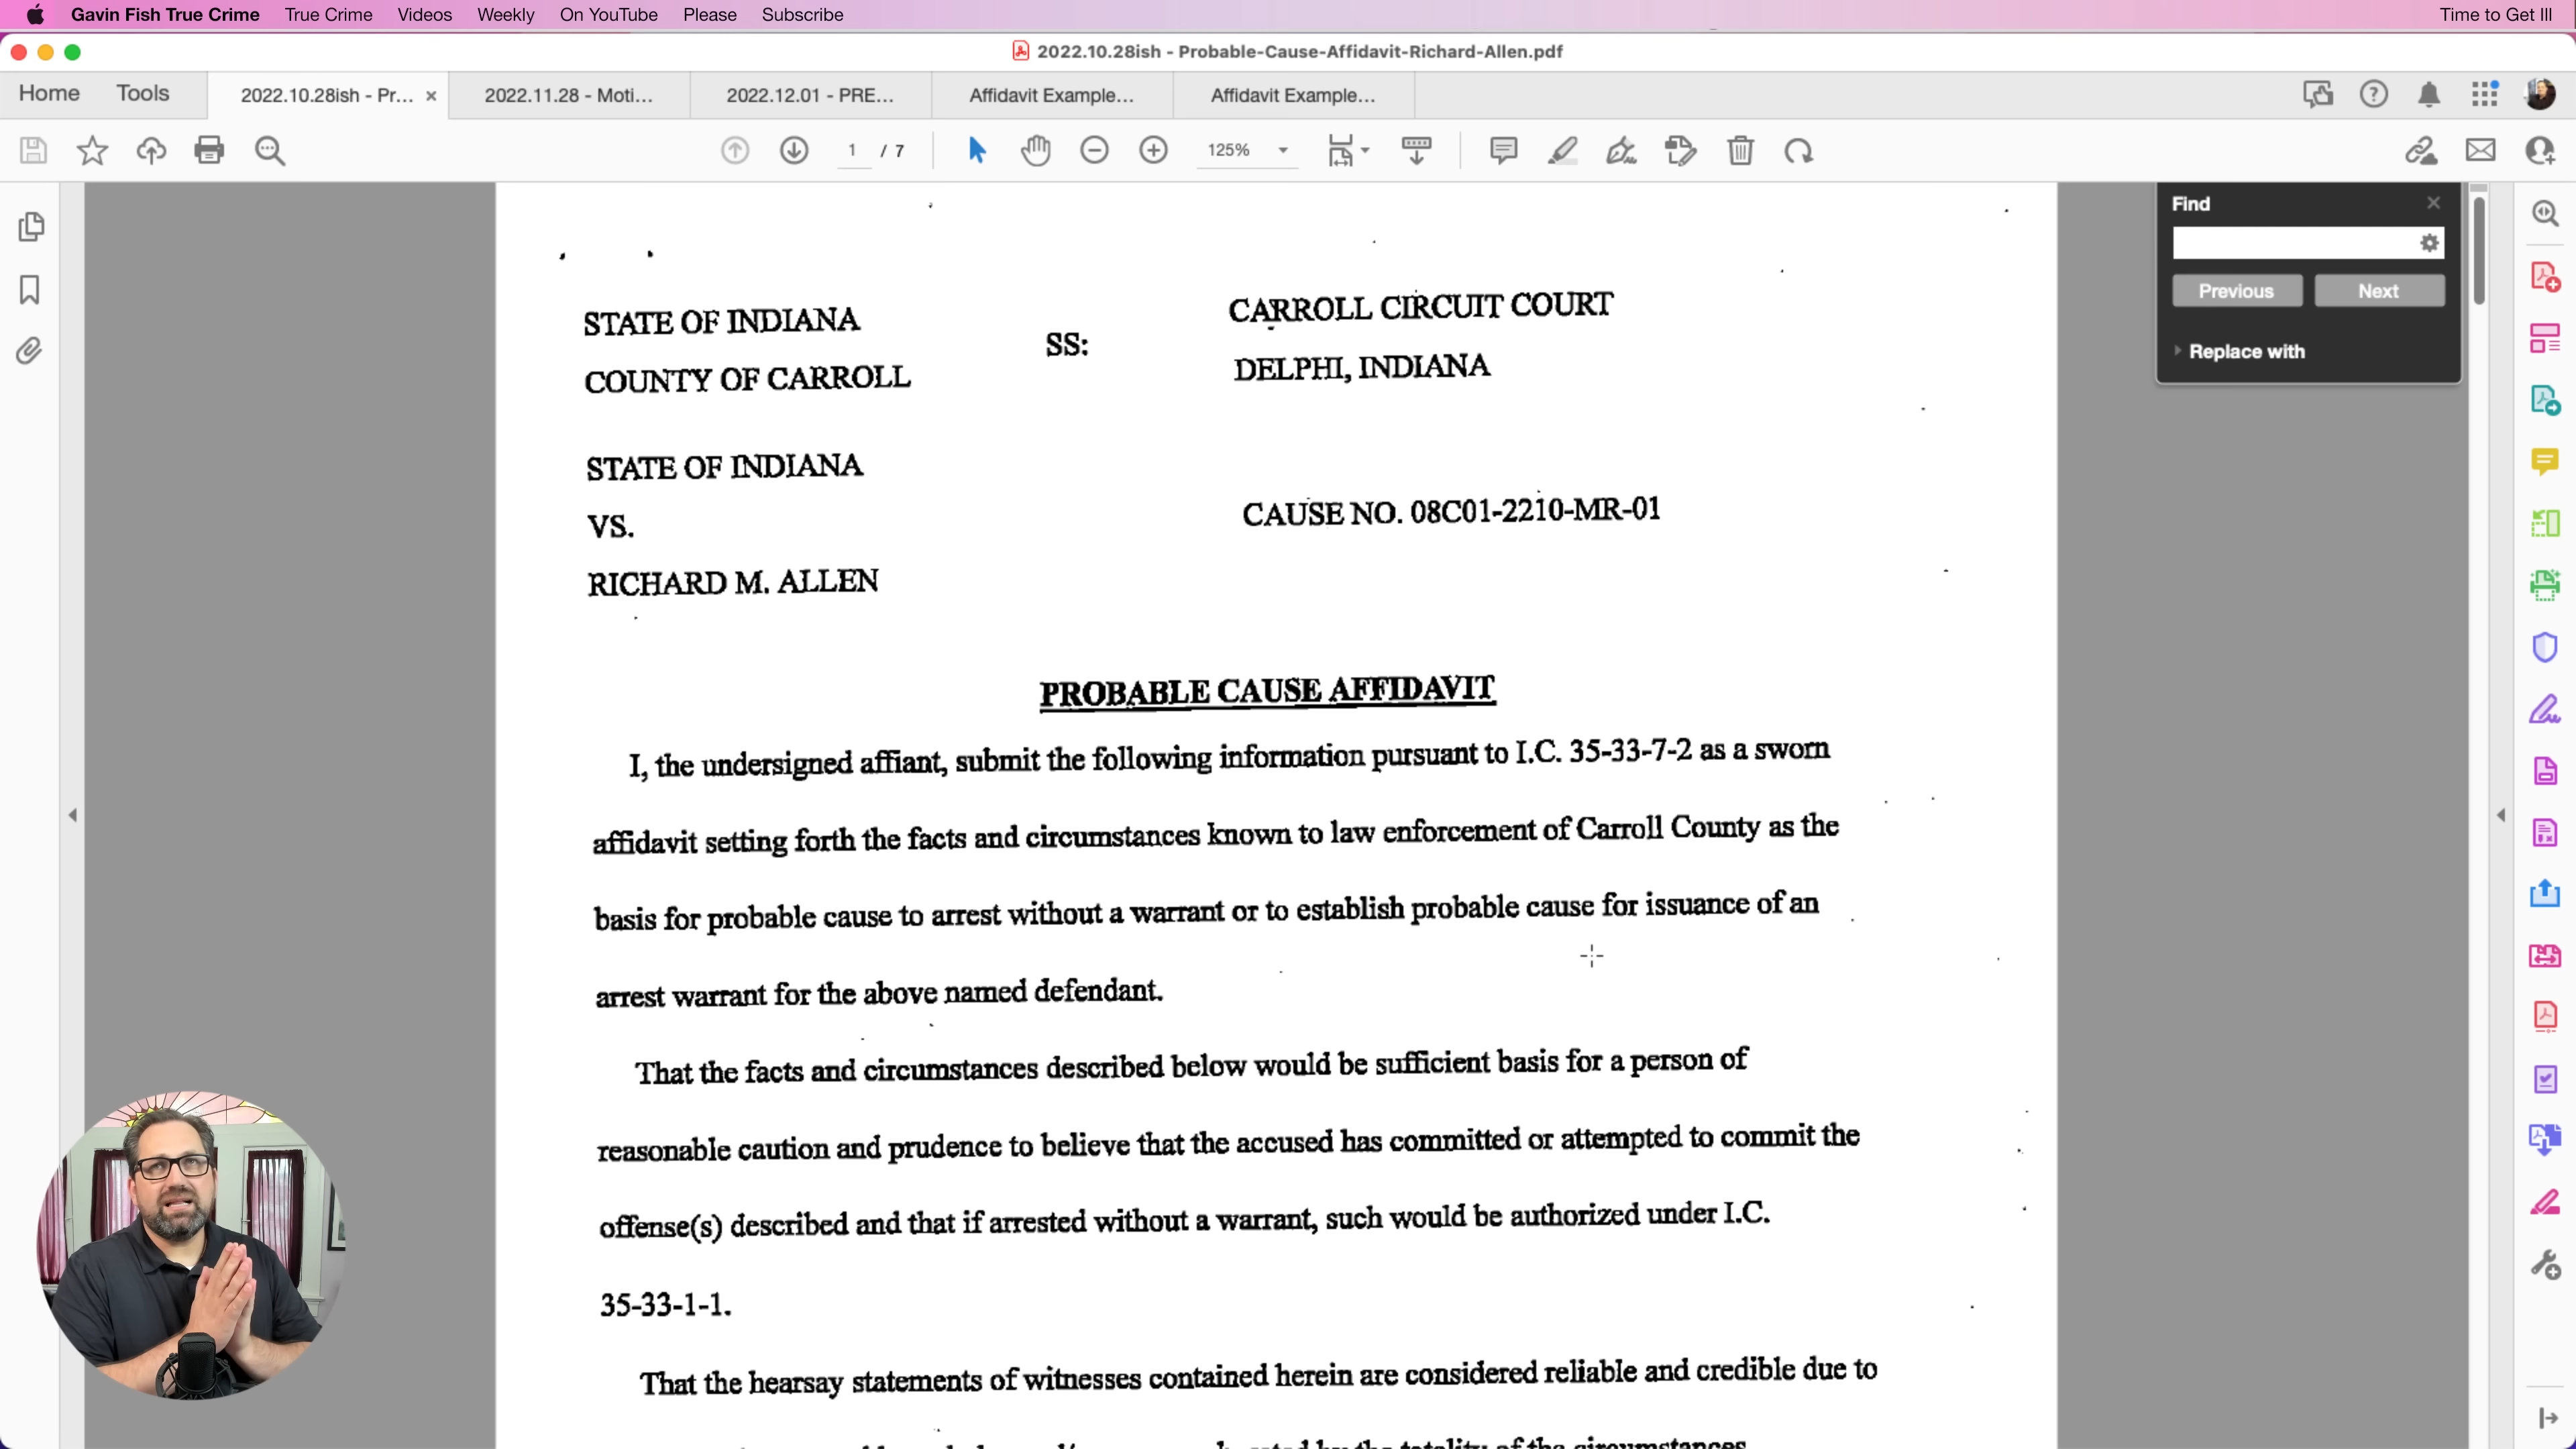 Gavin Fish True Crime True Crime Videos Weekly On YouTube Please Subscribe Time to Get Ill
2022.10.28ish - Probable-Cause-Affidavit-Richard-Allen.pdf
Home Tools 2022.10.28ish - Pr... × 2022.11.28 - Moti... 2022.12.01 - PRE... Affidavit Example... Affidavit Example...
1 / 7 125%
Find
Previous Next
Replace with
STATE OF INDIANA
COUNTY OF CARROLL
SS:
CARROLL CIRCUIT COURT
DELPHI, INDIANA
STATE OF INDIANA
VS.
RICHARD M. ALLEN
CAUSE NO. 08C01-2210-MR-01
PROBABLE CAUSE AFFIDAVIT
I, the undersigned affiant, submit the following information pursuant to I.C. 35-33-7-2 as a sworn
affidavit setting forth the facts and circumstances known to law enforcement of Carroll County as the
basis for probable cause to arrest without a warrant or to establish probable cause for issuance of an
arrest warrant for the above named defendant.
That the facts and circumstances described below would be sufficient basis for a person of
reasonable caution and prudence to believe that the accused has committed or attempted to commit the
offense(s) described and that if arrested without a warrant, such would be authorized under I.C.
35-33-1-1.
That the hearsay statements of witnesses contained herein are considered reliable and credible due to
by the totality of the circumstances